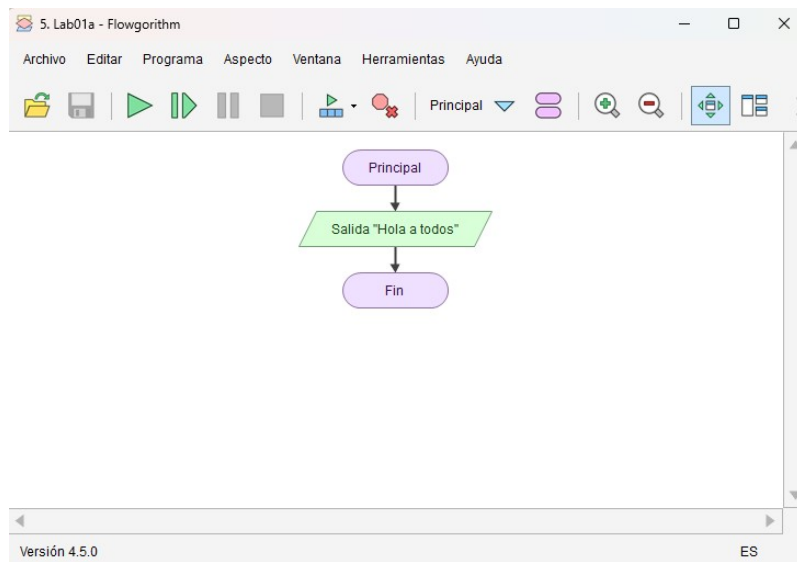 5. Lab01a - Flowgorithm
Archivo Editar Programa Aspecto Ventana Herramientas Ayuda
Principal
Principal
Salida "Hola a todos"
Fin
Versión 4.5.0 ES